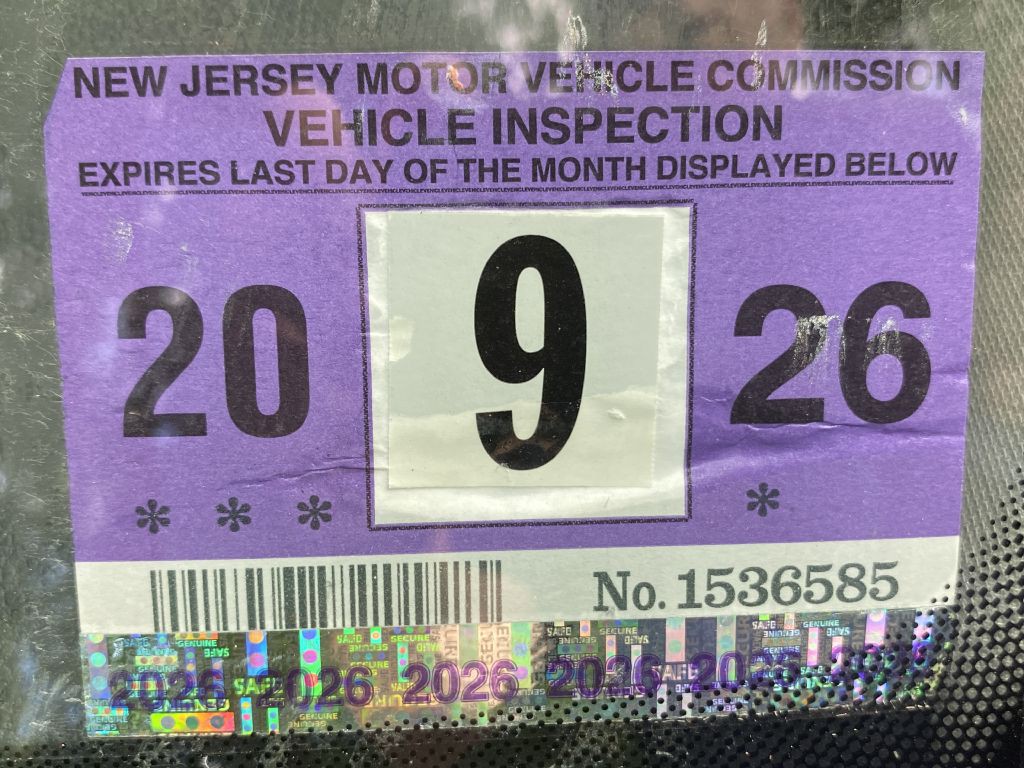 NEW JERSEY MOTOR VEHICLE COMMISSION
VEHICLE INSPECTION
EXPIRES LAST DAY OF THE MONTH DISPLAYED BELOW
20 9 26
* * * *
No. 1536585
2026 2026 2026 2026 2026